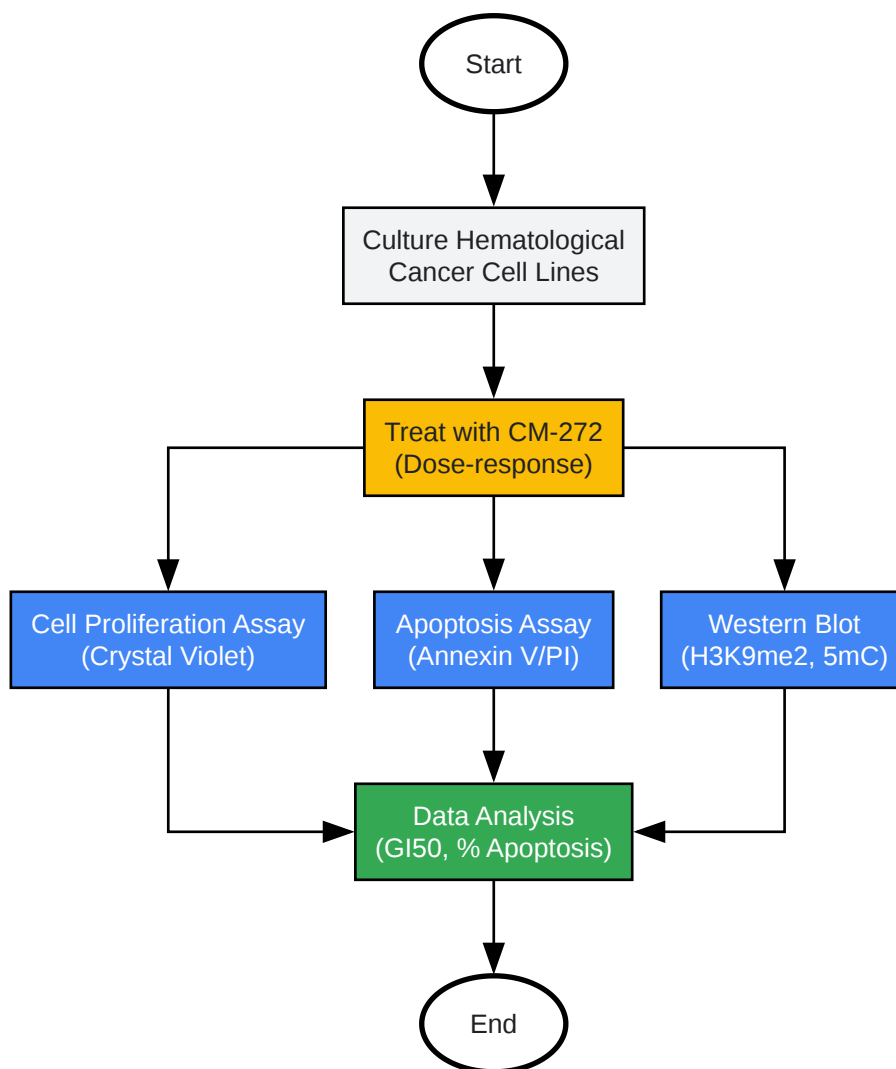 Start
Culture Hematological
Cancer Cell Lines
Treat with CM-272
(Dose-response)
Cell Proliferation Assay
(Crystal Violet)
Apoptosis Assay
(Annexin V/PI)
Western Blot
(H3K9me2, 5mC)
Data Analysis
(GI50, % Apoptosis)
End